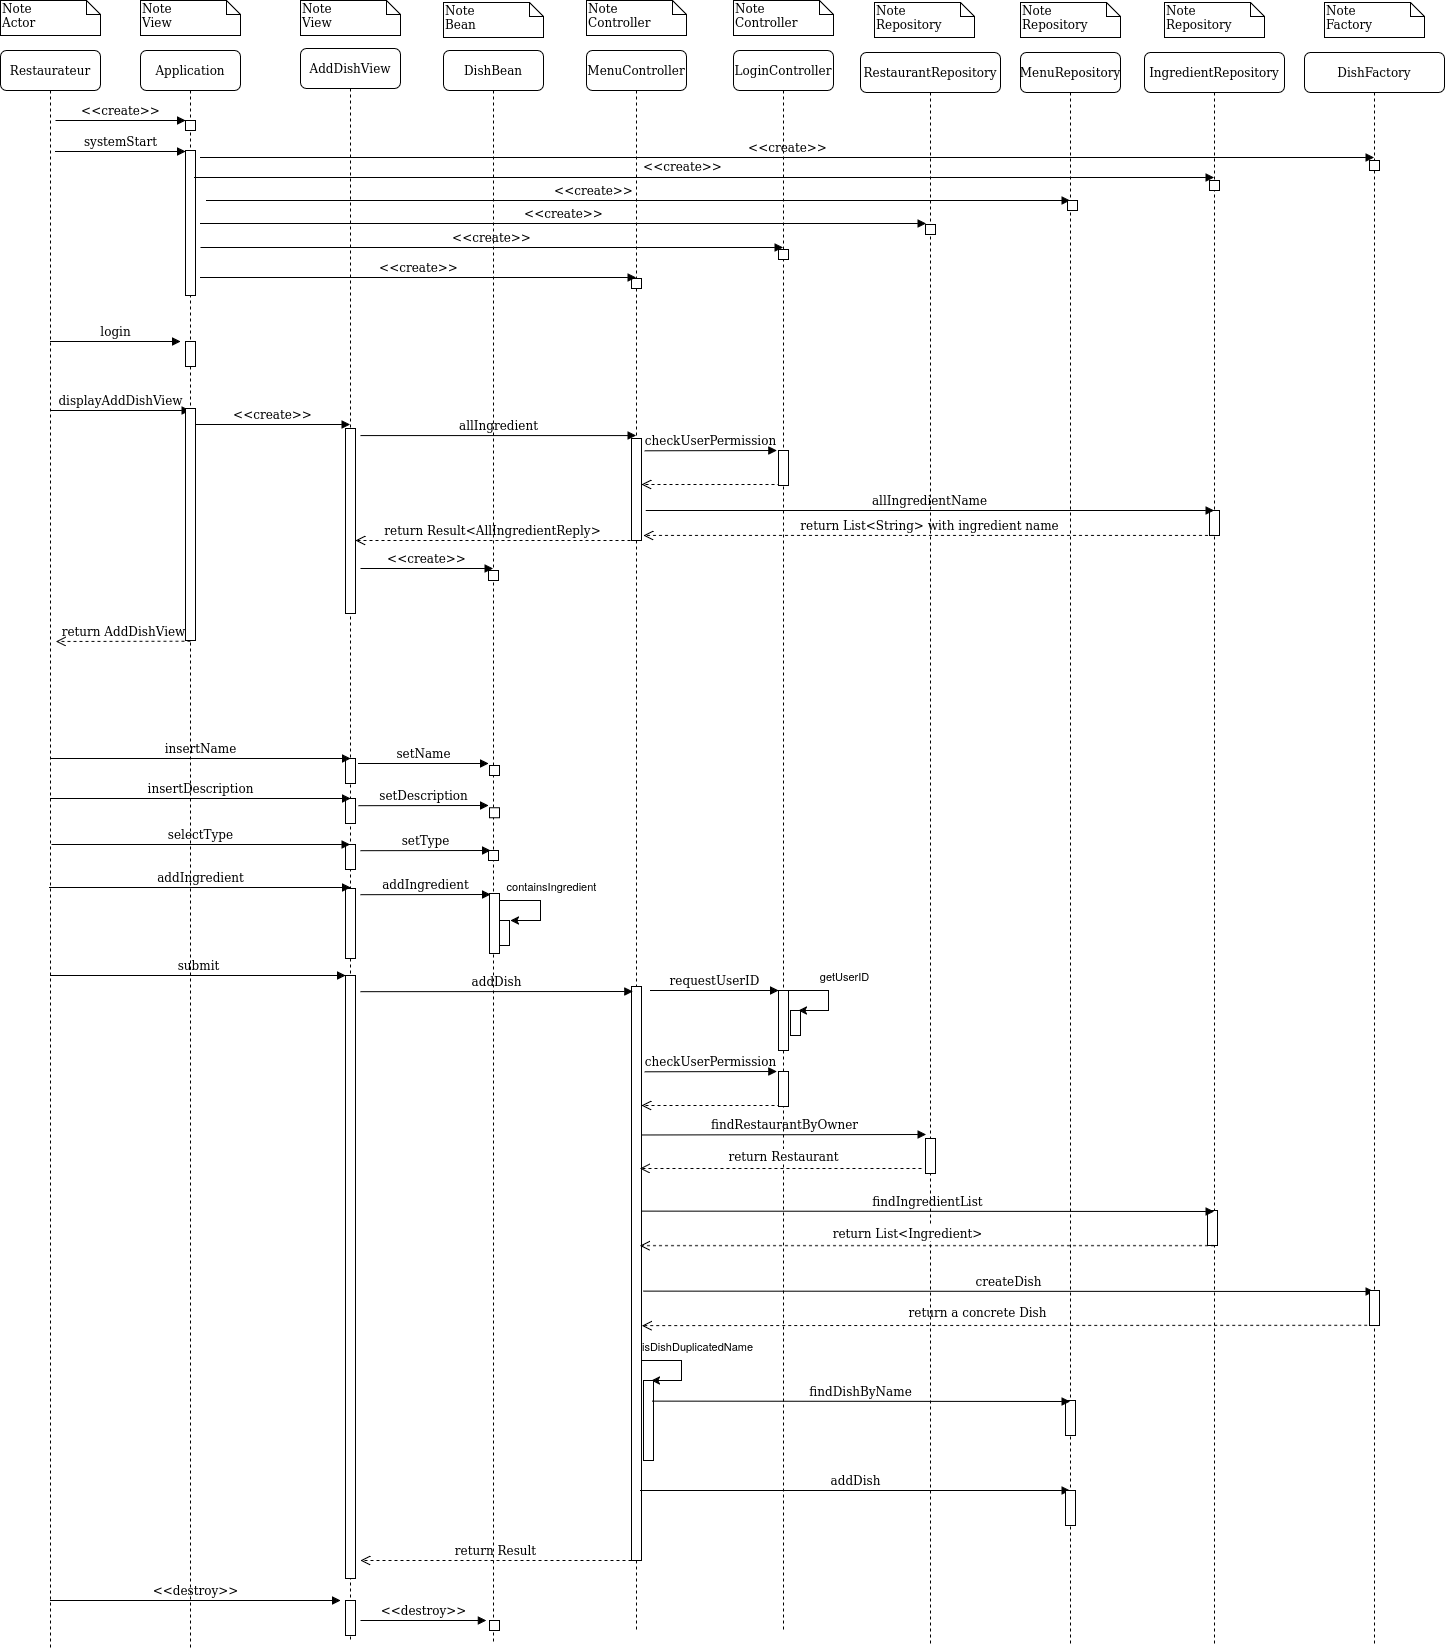 Note
Actor
Note
View
Note
View
Note
Bean
Note
Controller
Note
Controller
Note
Repository
Note
Repository
Note
Repository
Note
Factory
Restaurateur
Application
AddDishView
DishBean
MenuController
LoginController
RestaurantRepository
MenuRepository
IngredientRepository
DishFactory
<<create>>
systemStart
<<create>>
<<create>>
<<create>>
<<create>>
<<create>>
<<create>>
login
displayAddDishView
<<create>>
allIngredient
checkUserPermission
allIngredientName
return List<String> with ingredient name
return Result<AllIngredientReply>
<<create>>
return AddDishView
insertName
setName
insertDescription
setDescription
selectType
setType
addIngredient
addIngredient
containsIngredient
submit
addDish
requestUserID
getUserID
checkUserPermission
findRestaurantByOwner
return Restaurant
findIngredientList
return List<Ingredient>
createDish
return a concrete Dish
isDishDuplicatedName
findDishByName
addDish
return Result
<<destroy>>
<<destroy>>